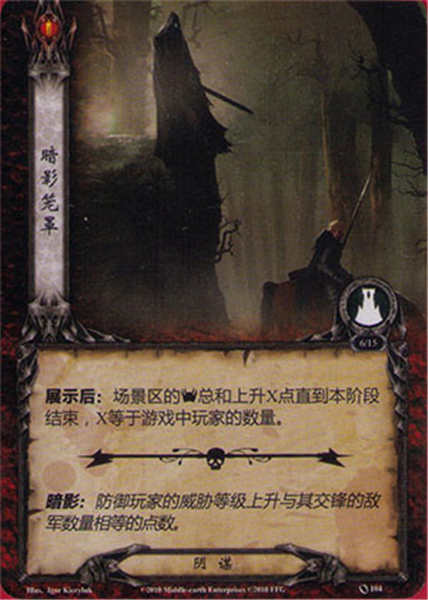 暗影笼罩
6/15
展示后：场景区的总和上升X点直到本阶段
结束，X等于游戏中玩家的数量。
暗影：防御玩家的威胁等级上升与其交锋的敌
军数量相等的点数。
阴谋
Illus. Igor Kieryluk
©2010 Middle-earth Enterprises ©2010 FFG
104